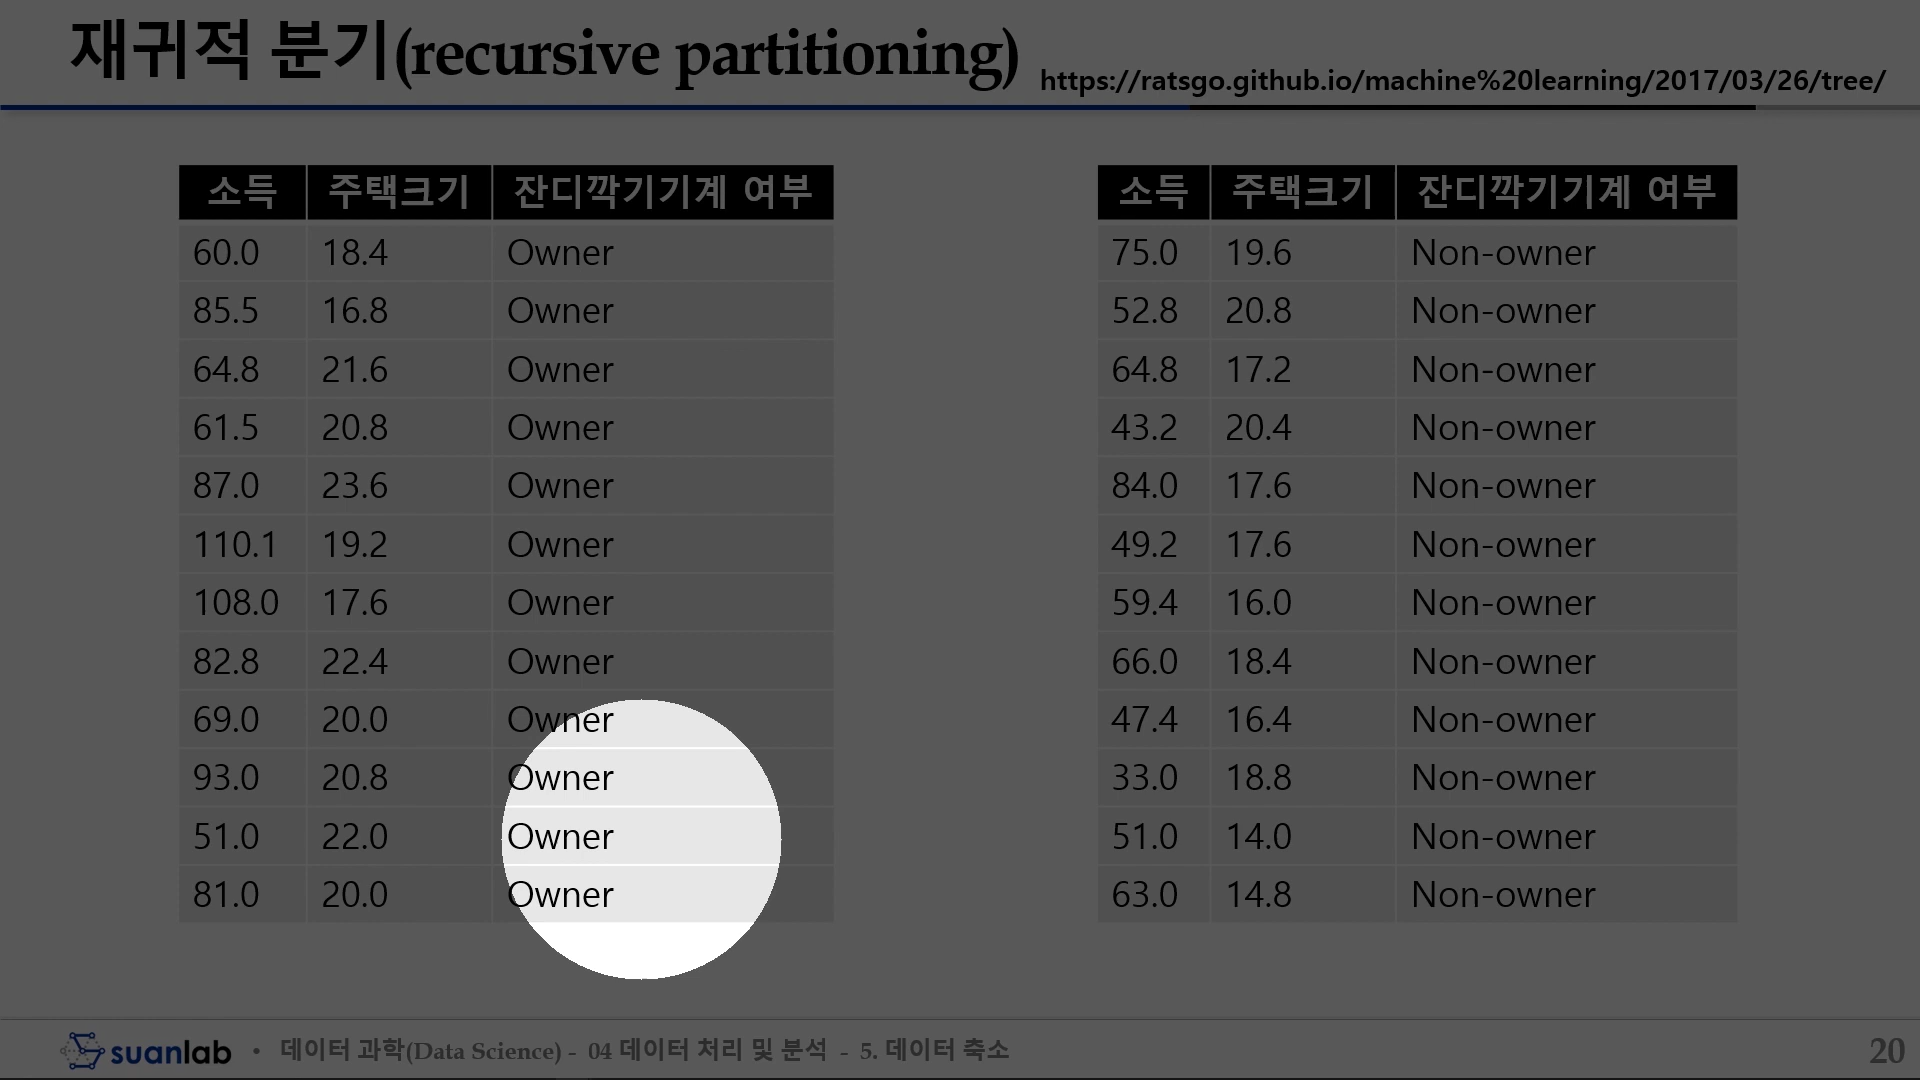 재귀적 분기(recursive partitioning) https://ratsgo.github.io/machine%20learning/2017/03/26/tree/
소득 주택크기 잔디깍기기계 여부
60.0 18.4 Owner
85.5 16.8 Owner
64.8 21.6 Owner
61.5 20.8 Owner
87.0 23.6 Owner
110.1 19.2 Owner
108.0 17.6 Owner
82.8 22.4 Owner
69.0 20.0 Owner
93.0 20.8 Owner
51.0 22.0 Owner
81.0 20.0 Owner
소득 주택크기 잔디깍기기계 여부
75.0 19.6 Non-owner
52.8 20.8 Non-owner
64.8 17.2 Non-owner
43.2 20.4 Non-owner
84.0 17.6 Non-owner
49.2 17.6 Non-owner
59.4 16.0 Non-owner
66.0 18.4 Non-owner
47.4 16.4 Non-owner
33.0 18.8 Non-owner
51.0 14.0 Non-owner
63.0 14.8 Non-owner
suanlab • 데이터 과학(Data Science) - 04 데이터 처리 및 분석 - 5. 데이터 축소 20